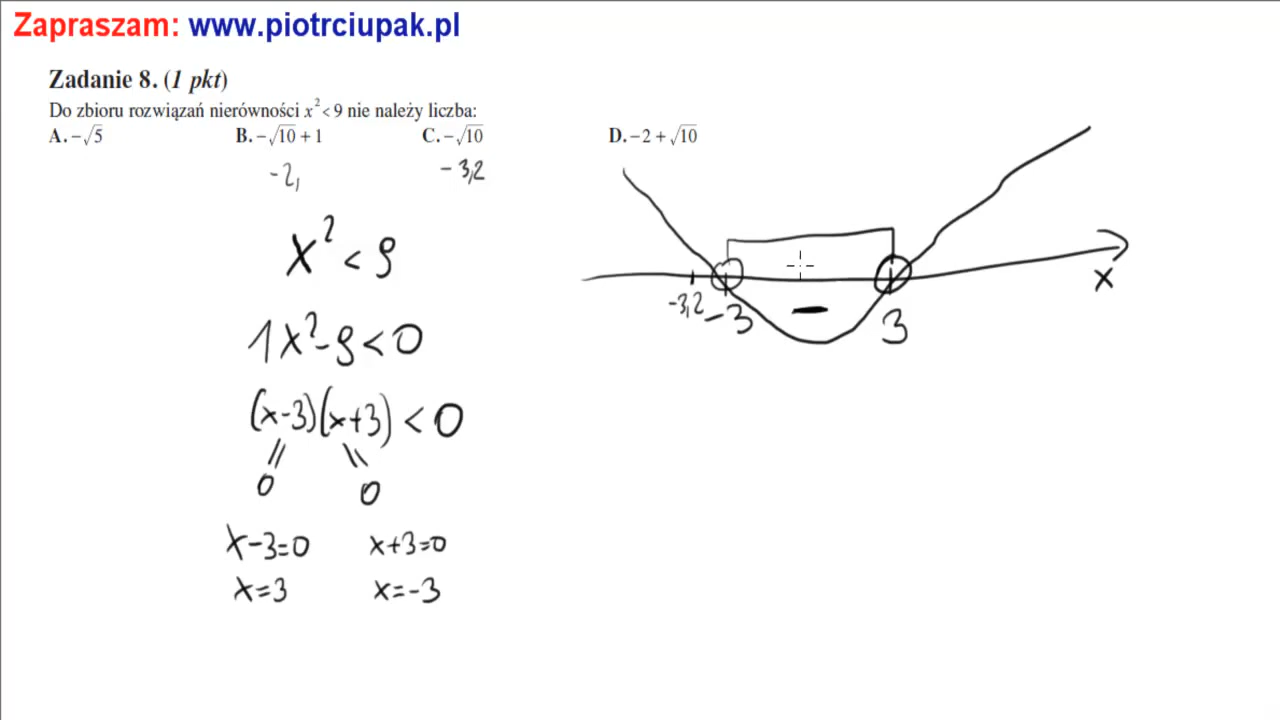 Zapraszam: www.piotrciupak.pl
Zadanie 8. (1 pkt)
Do zbioru rozwiązań nierówności x² < 9 nie należy liczba:
A. −√5 B. −√10 + 1 C. −√10 D. −2 + √10
-2, -3,2
x² < 9
1x² - 9 < 0
(x-3)(x+3) < 0
0 0
x-3=0 x+3=0
x=3 x=-3
-3,2 -3 - 3 x